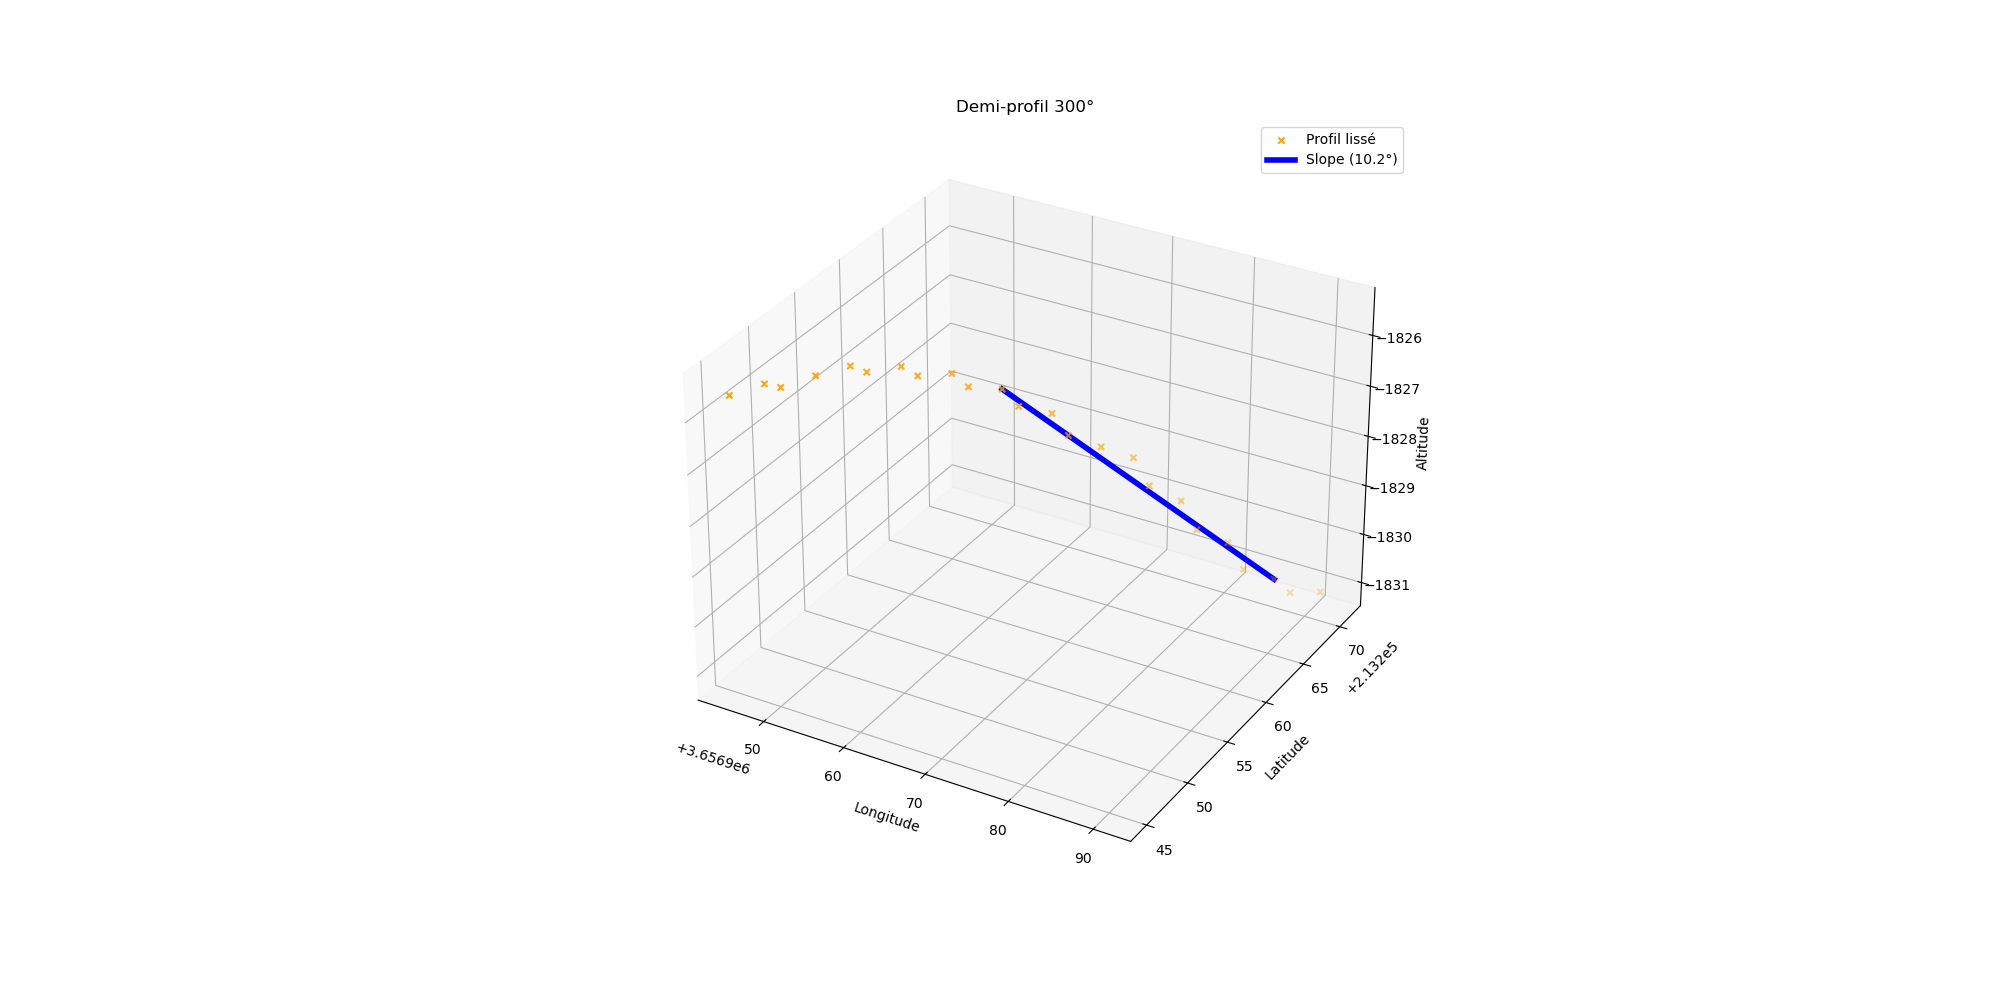 Demi-profil 300°
Profil lissé
Slope (10.2°)
−1826
−1827
−1828
−1829
−1830
−1831
Altitude
70
65
60
55
50
45
+2.132e5
Latitude
50
60
70
80
90
+3.6569e6
Longitude